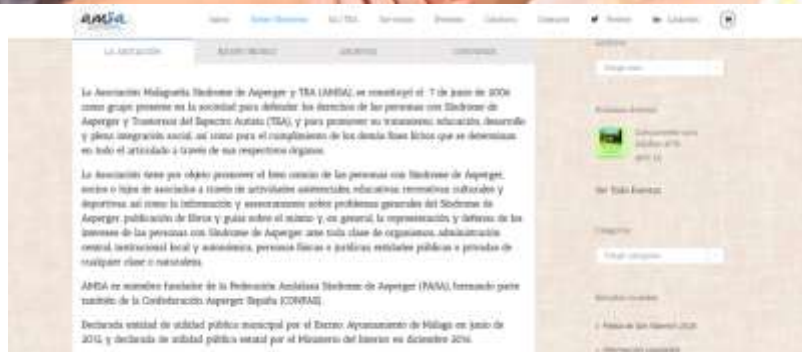 amsa
Inicio Sobre Nosotros SA / TEA Servicios Eventos Contacto Twitter Linkedin
LA ASOCIACIÓN EQUIPO TÉCNICO
La Asociación Malagueña Síndrome de Asperger y TEA (AMSA), se constituyó el 7 de junio de 2004
como grupo presente en la sociedad para defender los derechos de las personas con Síndrome de
Asperger y Trastornos del Espectro Autista (TEA), y para promover su tratamiento, educación, desarrollo
y plena integración social, así como para el cumplimiento de los demás fines lícitos que se determinan
en todo el articulado a través de sus respectivos órganos.
La Asociación tiene por objeto promover el bien común de las personas con Síndrome de Asperger,
socios o hijos de asociados a través de actividades asistenciales, educativas, recreativas, culturales y
deportivas, así como la información y asesoramiento sobre problemas generales del Síndrome de
Asperger, publicación de libros y guías sobre el mismo y, en general, la representación y defensa de los
intereses de las personas con Síndrome de Asperger ante toda clase de organismos, administración
central, institucional local y autonómica, personas físicas o jurídicas, entidades públicas o privadas de
cualquier clase o naturaleza.
AMSA es miembro fundador de la Federación Andaluza Síndrome de Asperger (FASA), formando parte
también de la Confederación Asperger España (CONFAE).
Declarada entidad de utilidad pública municipal por el Excmo. Ayuntamiento de Málaga en junio de
2012, y declarada de utilidad pública estatal por el Ministerio del Interior en diciembre 2016.
Elegir mes
Próximos Eventos
Ver Todo Eventos
Categorías
Elegir categoría